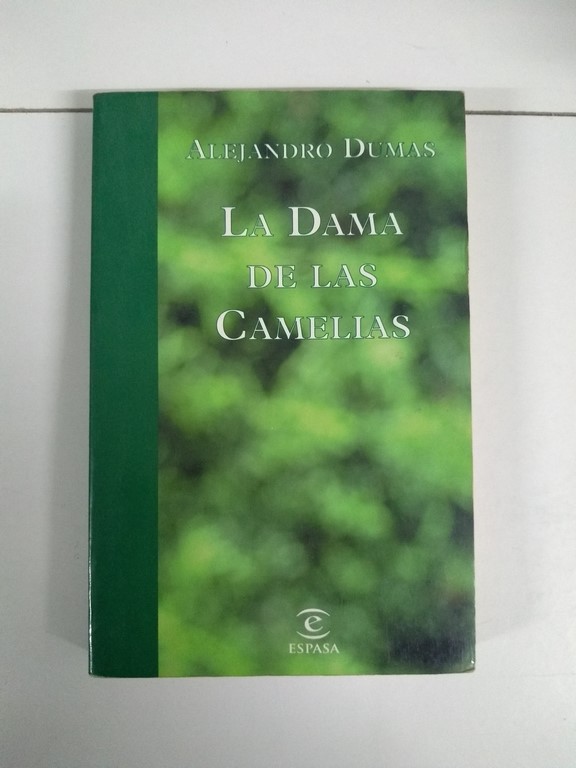 ALEJANDRO DUMAS
LA DAMA
DE LAS
CAMELIAS
e
ESPASA